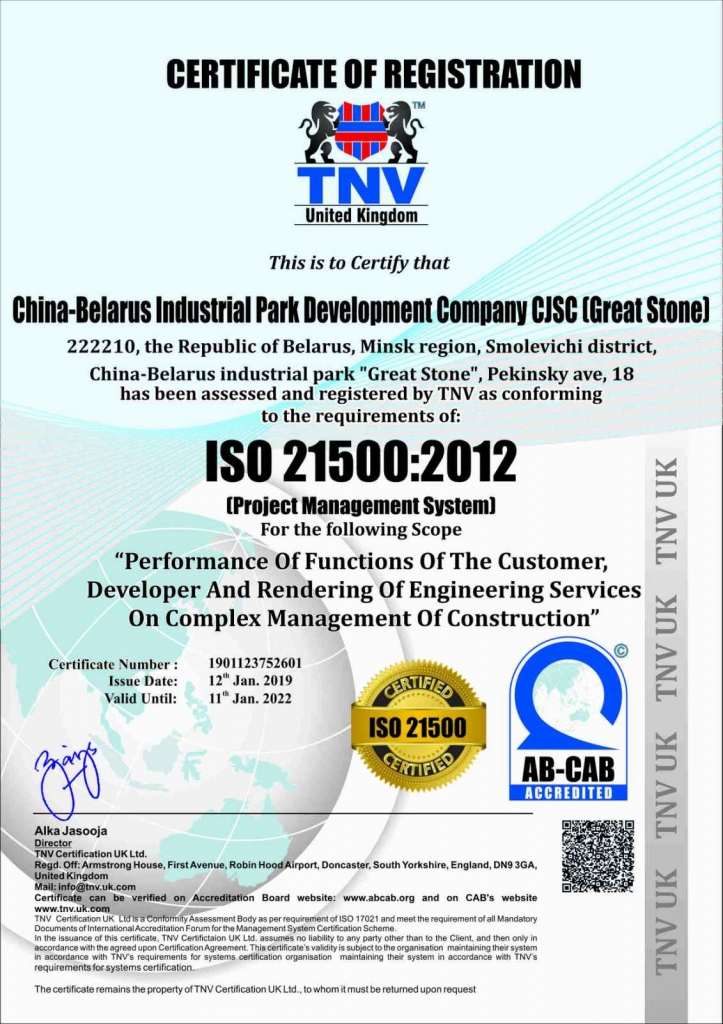 CERTIFICATE OF REGISTRATION
TM
TNV
United Kingdom
This is to Certify that
China-Belarus Industrial Park Development Company CJSC (Great Stone)
222210, the Republic of Belarus, Minsk region, Smolevichi district,
China-Belarus industrial park "Great Stone", Pekinsky ave, 18
has been assessed and registered by TNV as conforming
to the requirements of:
ISO 21500:2012
(Project Management System)
For the following Scope
“Performance Of Functions Of The Customer,
Developer And Rendering Of Engineering Services
On Complex Management Of Construction”
Certificate Number : 1901123752601
Issue Date: 12th Jan. 2019
Valid Until: 11th Jan. 2022
CERTIFIED
ISO 21500
CERTIFIED
©
AB-CAB
ACCREDITED
TNV UK TNV UK TNV UK TNV UK
Alka Jasooja
Director
TNV Certification UK Ltd.
Regd. Off: Armstrong House, First Avenue, Robin Hood Airport, Doncaster, South Yorkshire, England, DN9 3GA,
United Kingdom
Mail: info@tnv.uk.com
Certificate can be verified on Accreditation Board website: www.abcab.org and on CAB's website
www.tnv.uk.com
TNV Certification UK Ltd is a Conformity Assessment Body as per requirement of ISO 17021 and meet the requirement of all Mandatory
Documents of International Accreditation Forum for the Management System Certification Scheme.
In the issuance of this certificate, TNV Certifictaion UK Ltd. assumes no liability to any party other than to the Client, and then only in
accordance with the agreed upon Certification Agreement. This certificate's validity is subject to the organisation maintaining their system
in accordance with TNV's requirements for systems certification organisation maintaining their system in accordance with TNV's
requirements for systems certification.
The certificate remains the property of TNV Certification UK Ltd., to whom it must be returned upon request